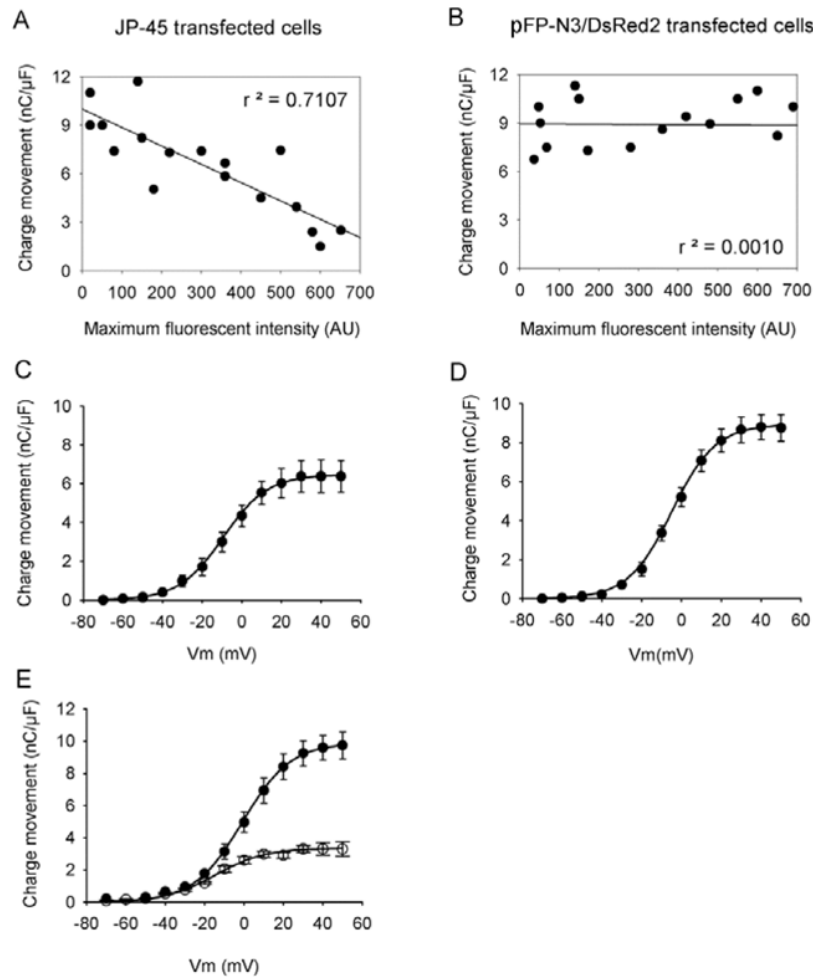 A
JP-45 transfected cells
Charge movement (nC/µF)
12
9
6
3
0
r ² = 0.7107
0 100 200 300 400 500 600 700
Maximum fluorescent intensity (AU)
B
pFP-N3/DsRed2 transfected cells
Charge movement (nC/µF)
12
9
6
3
0
r ² = 0.0010
0 100 200 300 400 500 600 700
Maximum fluorescent intensity (AU)
C
Charge movement (nC/µF)
10
8
6
4
2
0
-80 -60 -40 -20 0 20 40 60
Vm (mV)
D
Charge movement (nC/µF)
10
8
6
4
2
0
-80 -60 -40 -20 0 20 40 60
Vm(mV)
E
Charge movement (nC/µF)
12
10
8
6
4
2
0
-80 -60 -40 -20 0 20 40 60
Vm (mV)